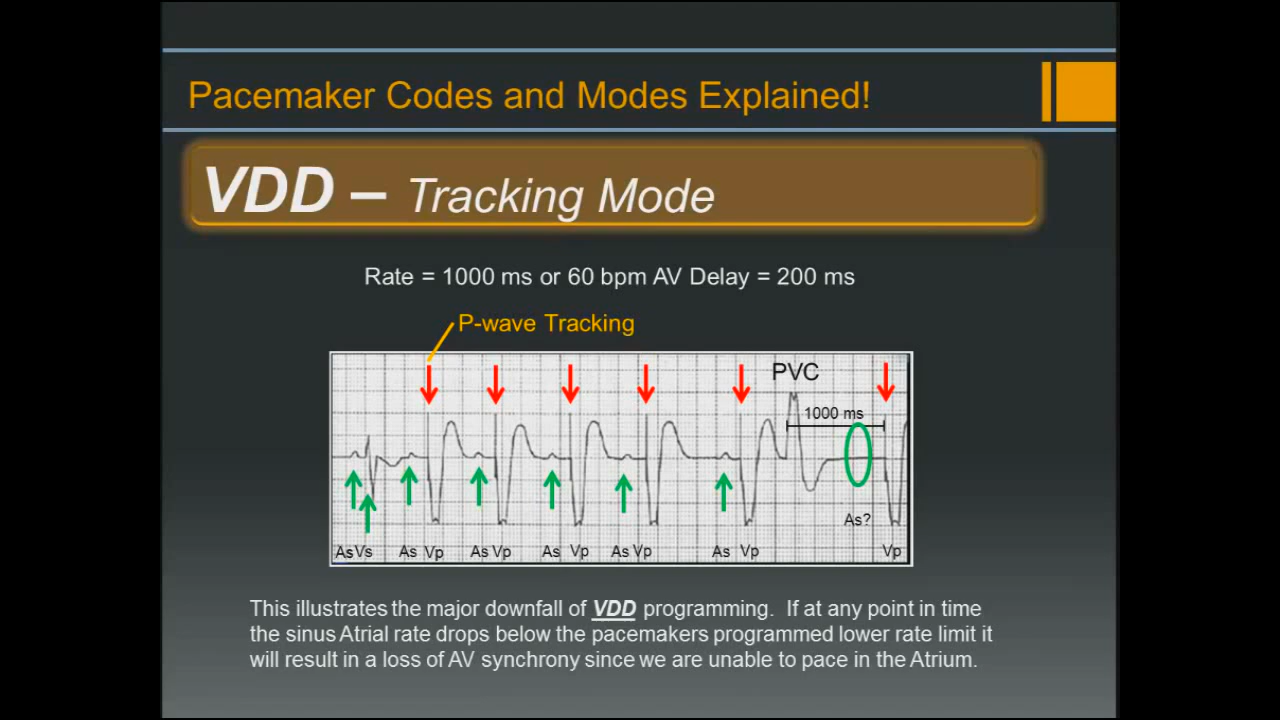 Pacemaker Codes and Modes Explained!
VDD – Tracking Mode
Rate = 1000 ms or 60 bpm AV Delay = 200 ms
P-wave Tracking
PVC
1000 ms
As?
As Vs As Vp As Vp As Vp As Vp As Vp Vp
This illustrates the major downfall of VDD programming. If at any point in time
the sinus Atrial rate drops below the pacemakers programmed lower rate limit it
will result in a loss of AV synchrony since we are unable to pace in the Atrium.